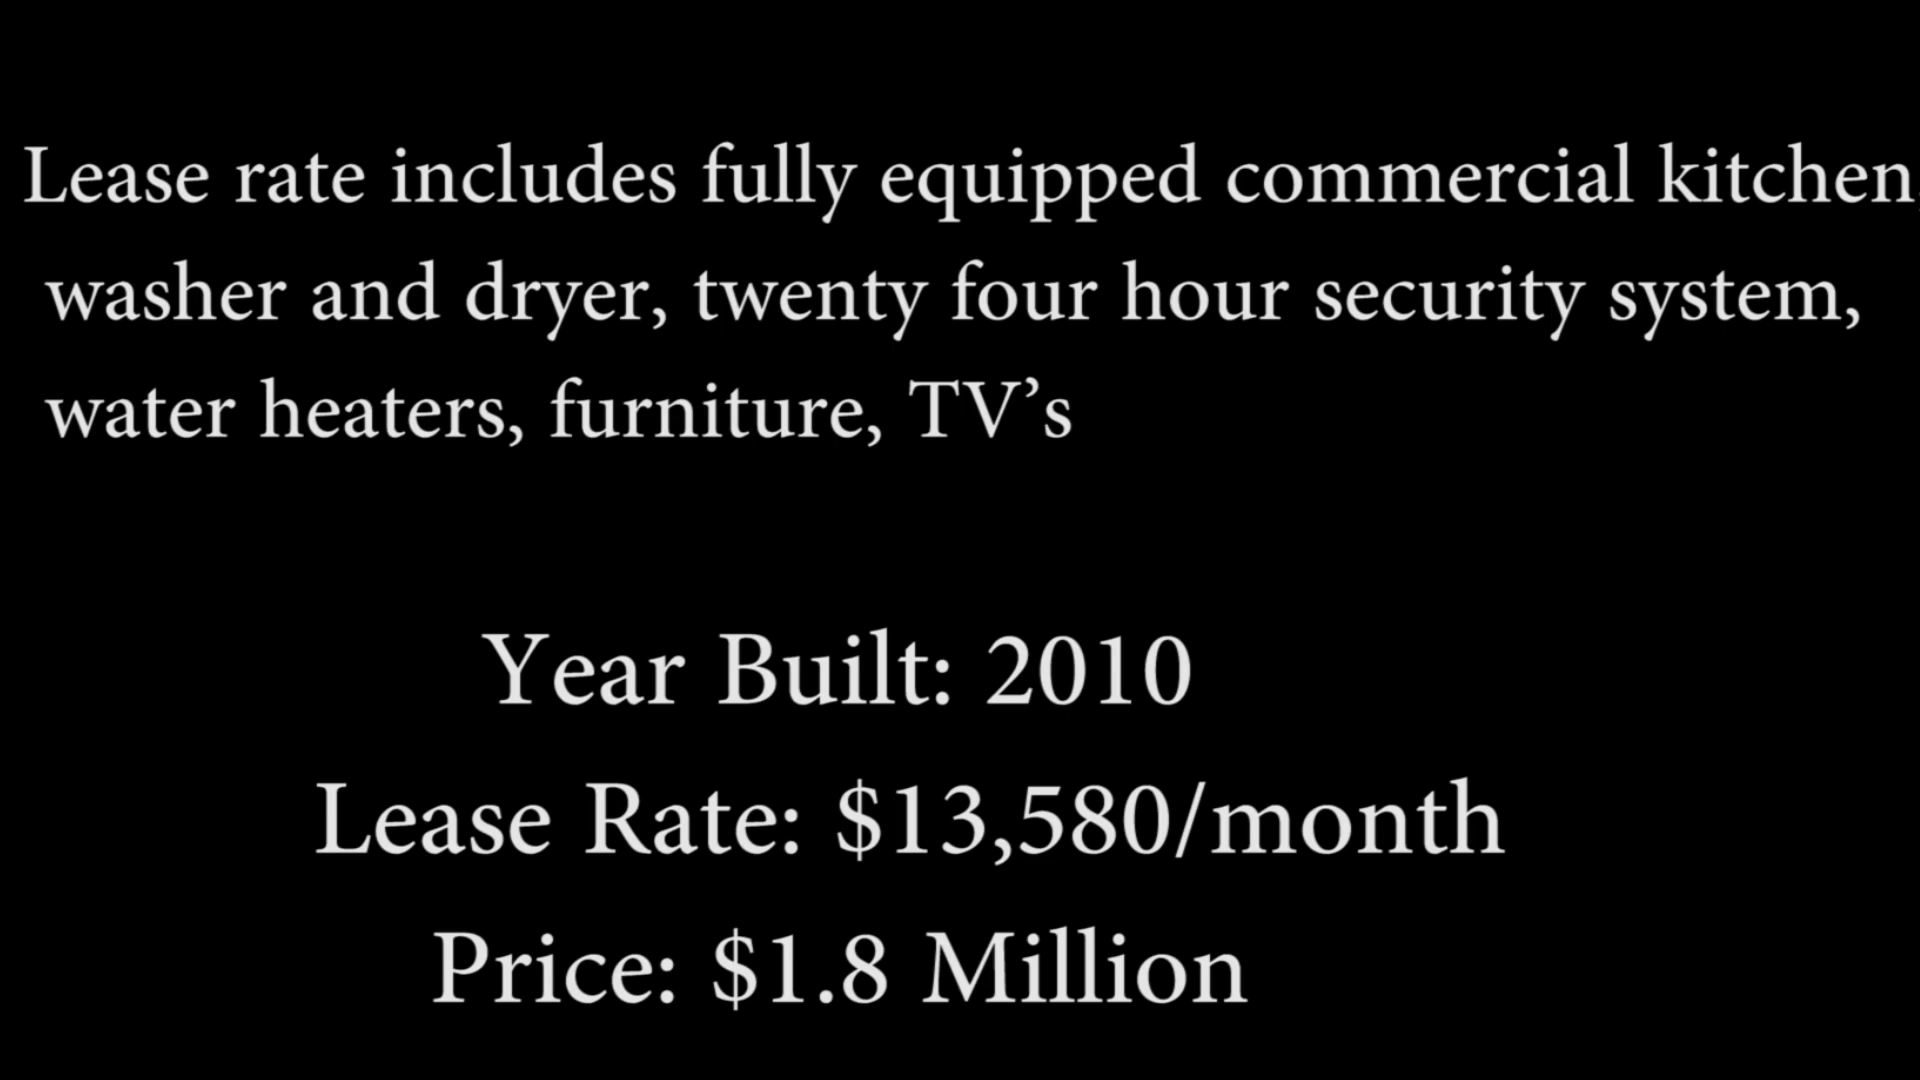 Lease rate includes fully equipped commercial kitchen
washer and dryer, twenty four hour security system,
water heaters, furniture, TV’s
Year Built: 2010
Lease Rate: $13,580/month
Price: $1.8 Million